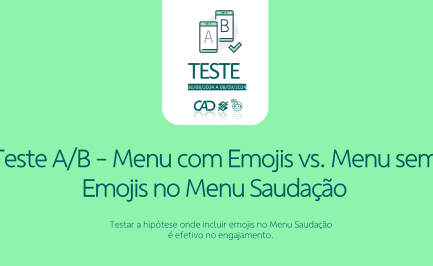 A
B
TESTE
30/08/2024 A 08/09/2024
CAD
Teste A/B - Menu com Emojis vs. Menu sem
Emojis no Menu Saudação
Testar a hipótese onde incluir emojis no Menu Saudação
é efetivo no engajamento.